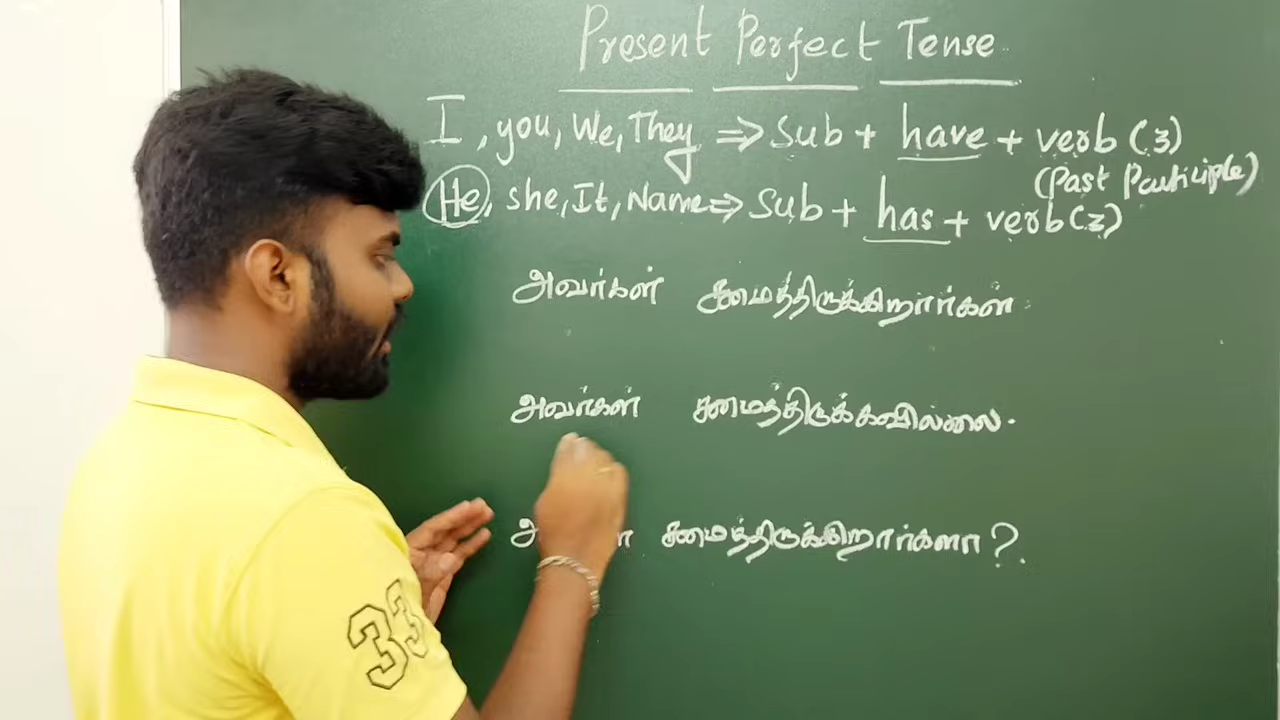 Present Perfect Tense
I, you, We, They ⇒ Sub + have + verb (3)
(Past Participle)
He, she, It, Name ⇒ Sub + has + verb (3)
அவர்கள் சமைத்திருக்கிறார்கள்.
அவர்கள் சமைத்திருக்கவில்லை.
சமைத்திருக்கிறார்களா?
33